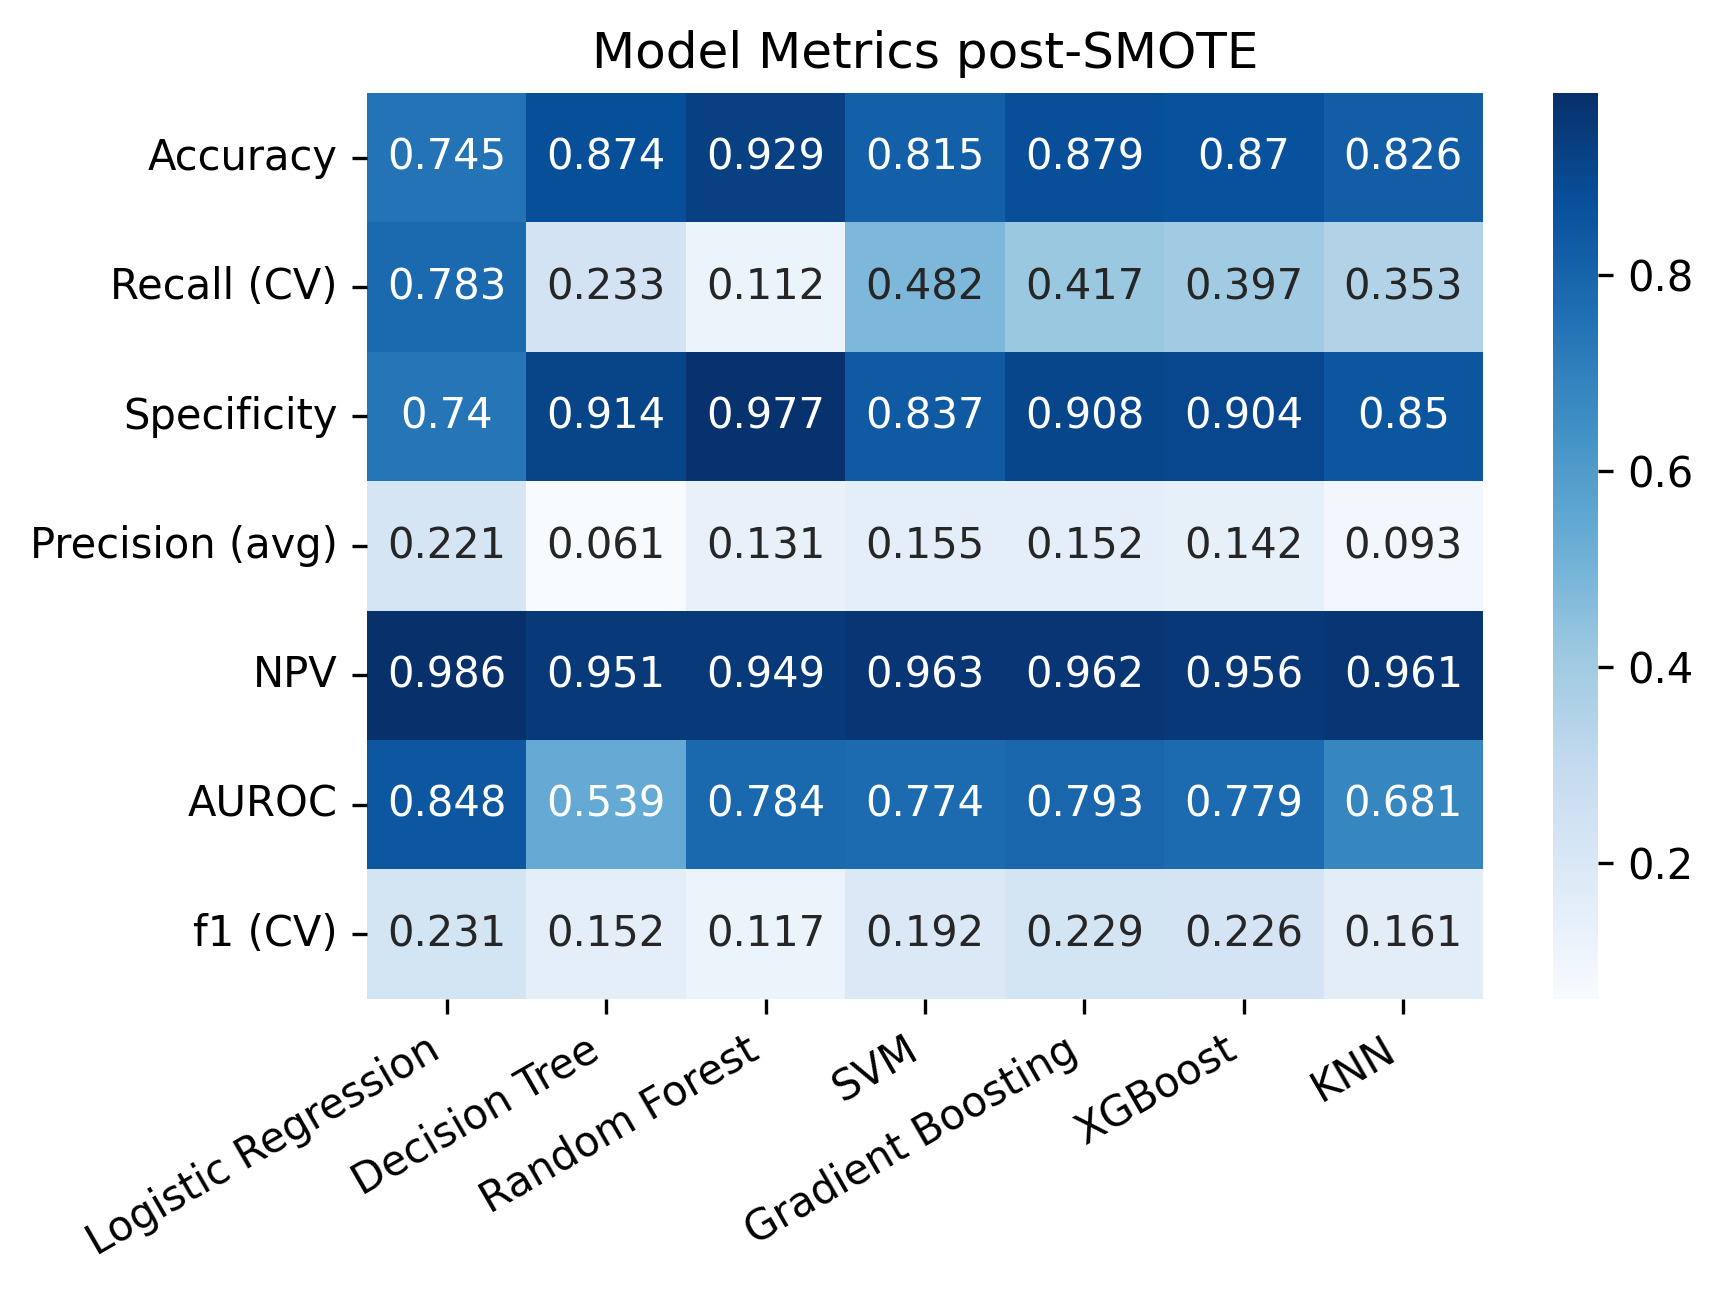 Model Metrics post-SMOTE
Accuracy 0.745 0.874 0.929 0.815 0.879 0.87 0.826
Recall (CV) 0.783 0.233 0.112 0.482 0.417 0.397 0.353
Specificity 0.74 0.914 0.977 0.837 0.908 0.904 0.85
Precision (avg) 0.221 0.061 0.131 0.155 0.152 0.142 0.093
NPV 0.986 0.951 0.949 0.963 0.962 0.956 0.961
AUROC 0.848 0.539 0.784 0.774 0.793 0.779 0.681
f1 (CV) 0.231 0.152 0.117 0.192 0.229 0.226 0.161
Logistic Regression
Decision Tree
Random Forest
SVM
Gradient Boosting
XGBoost
KNN
0.8
0.6
0.4
0.2